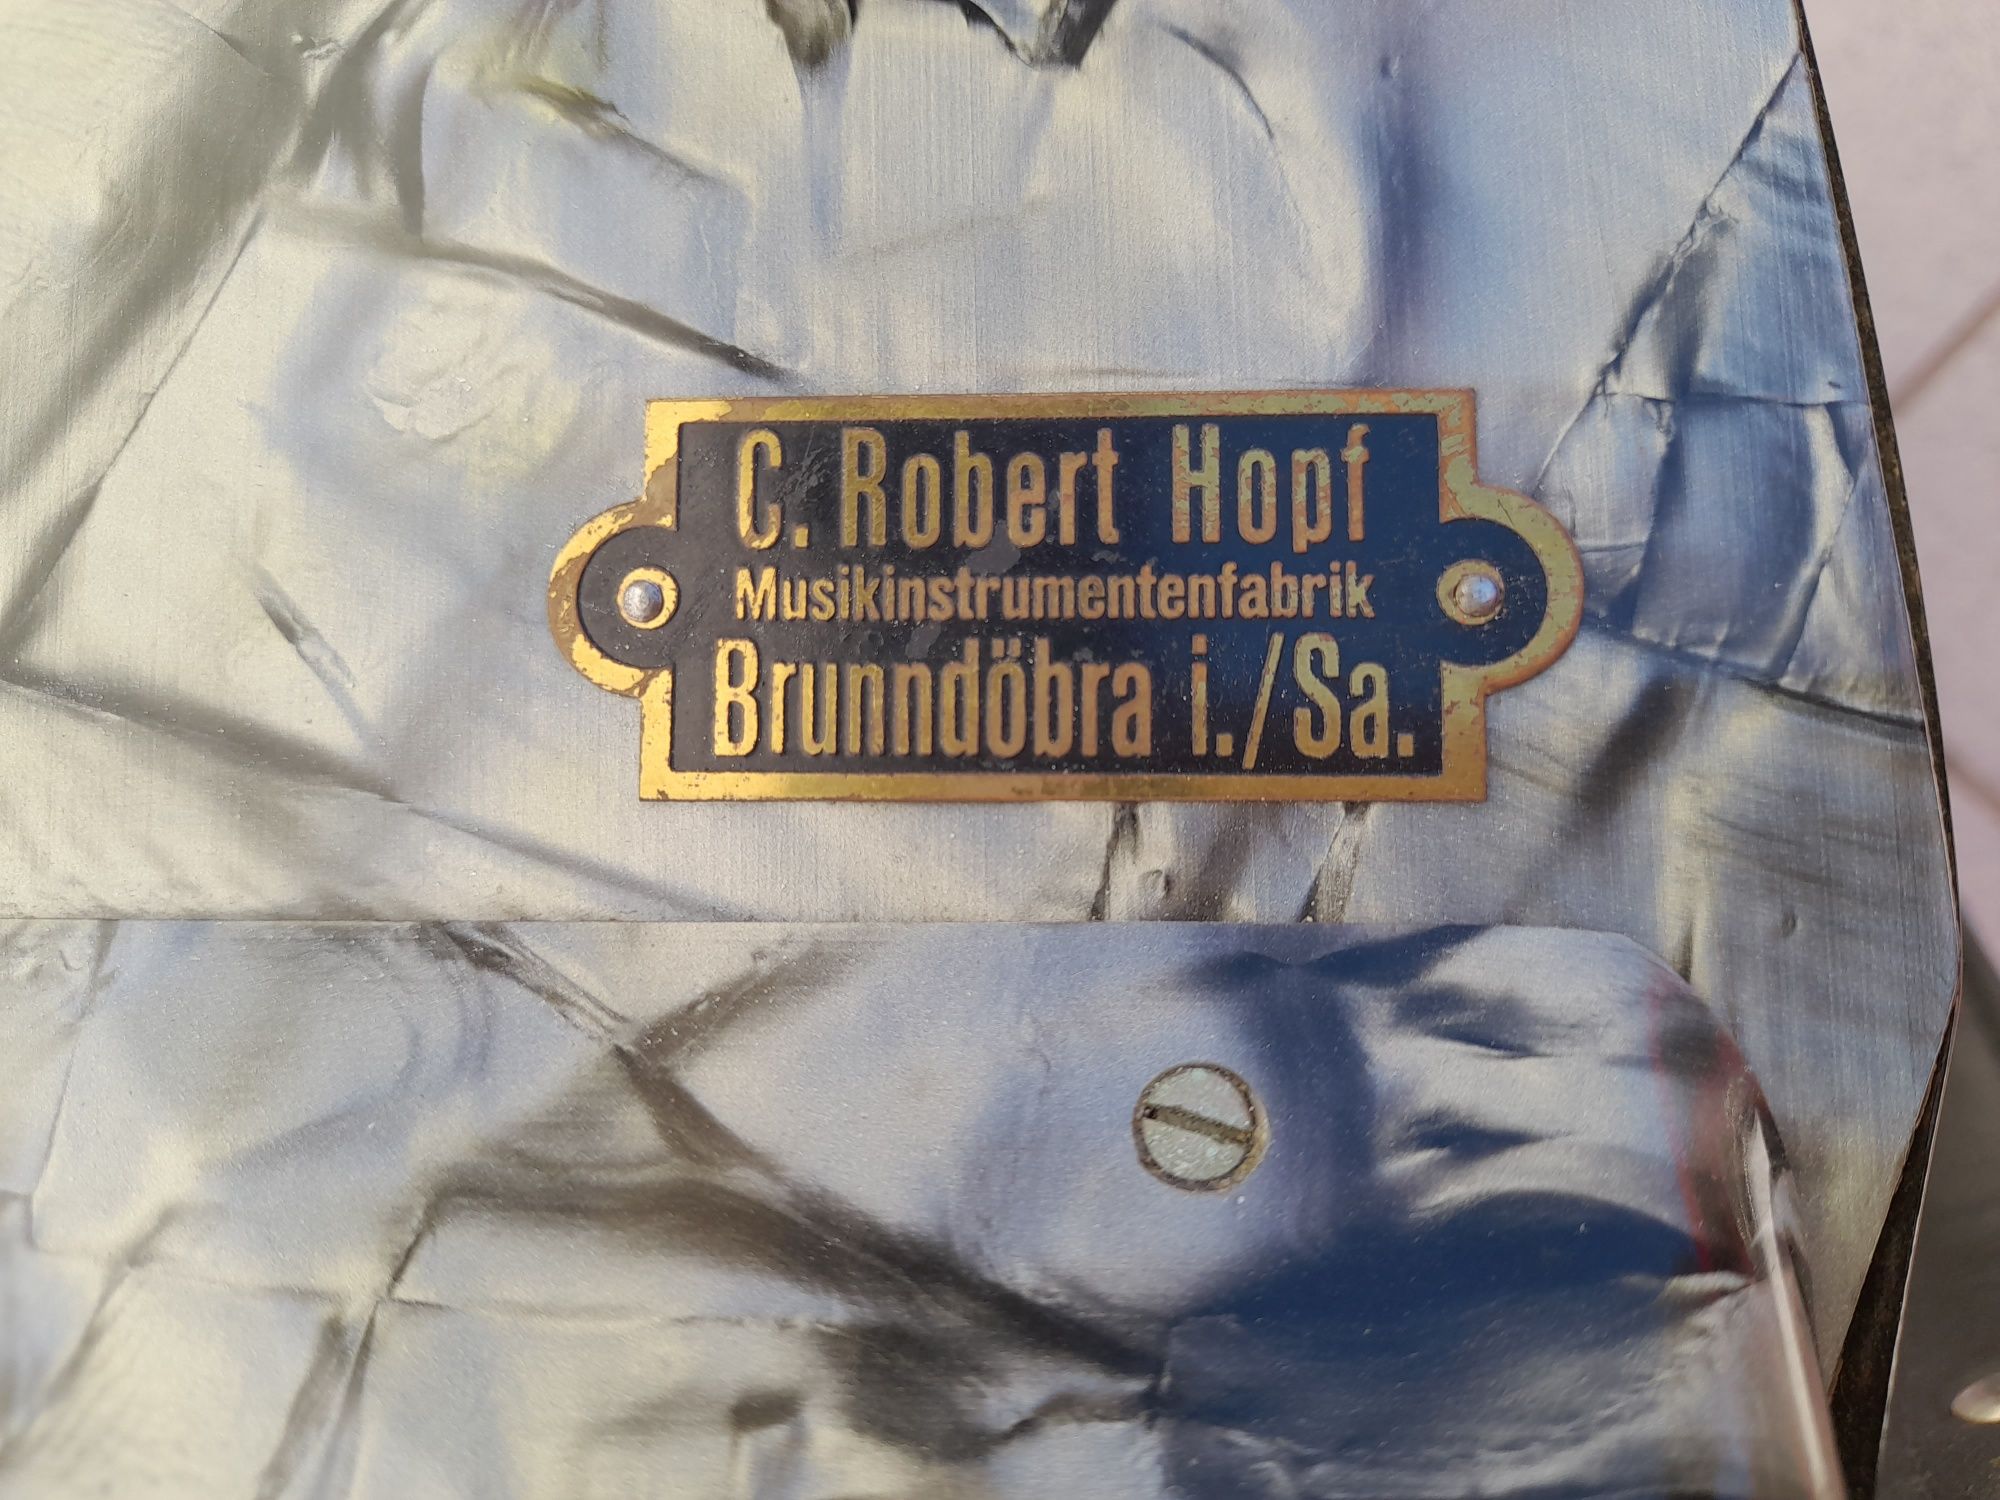 C. Robert Hopf
Musikinstrumentenfabrik
Brunndöbra i./Sa.